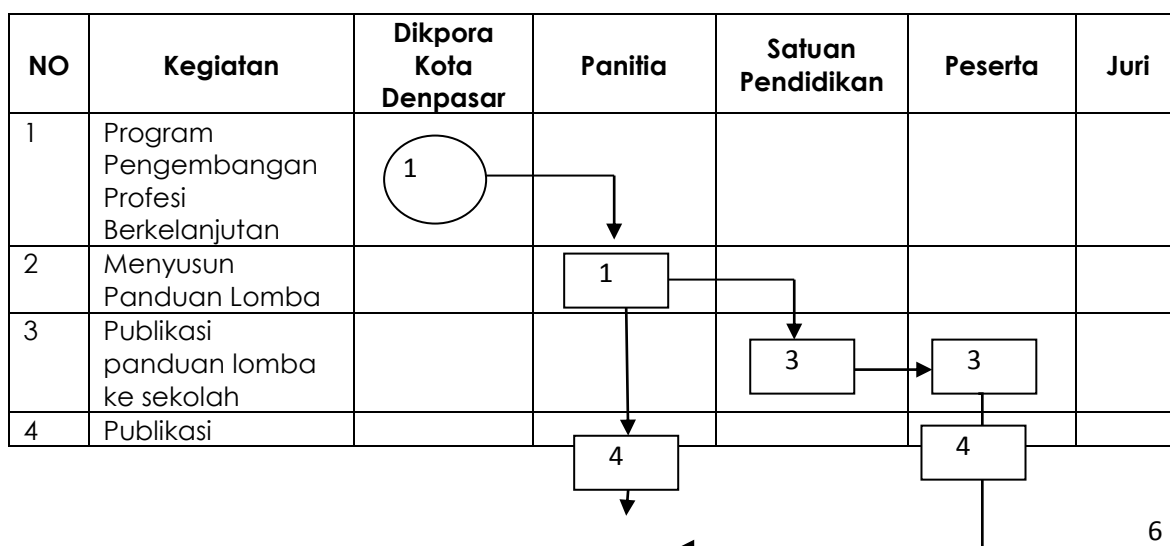 NO
Kegiatan
Dikpora
Kota
Denpasar
Panitia
Satuan
Pendidikan
Peserta
Juri
1
Program
Pengembangan
Profesi
Berkelanjutan
1
2
Menyusun
Panduan Lomba
1
3
Publikasi
panduan lomba
ke sekolah
3
3
4
Publikasi
4
4
6